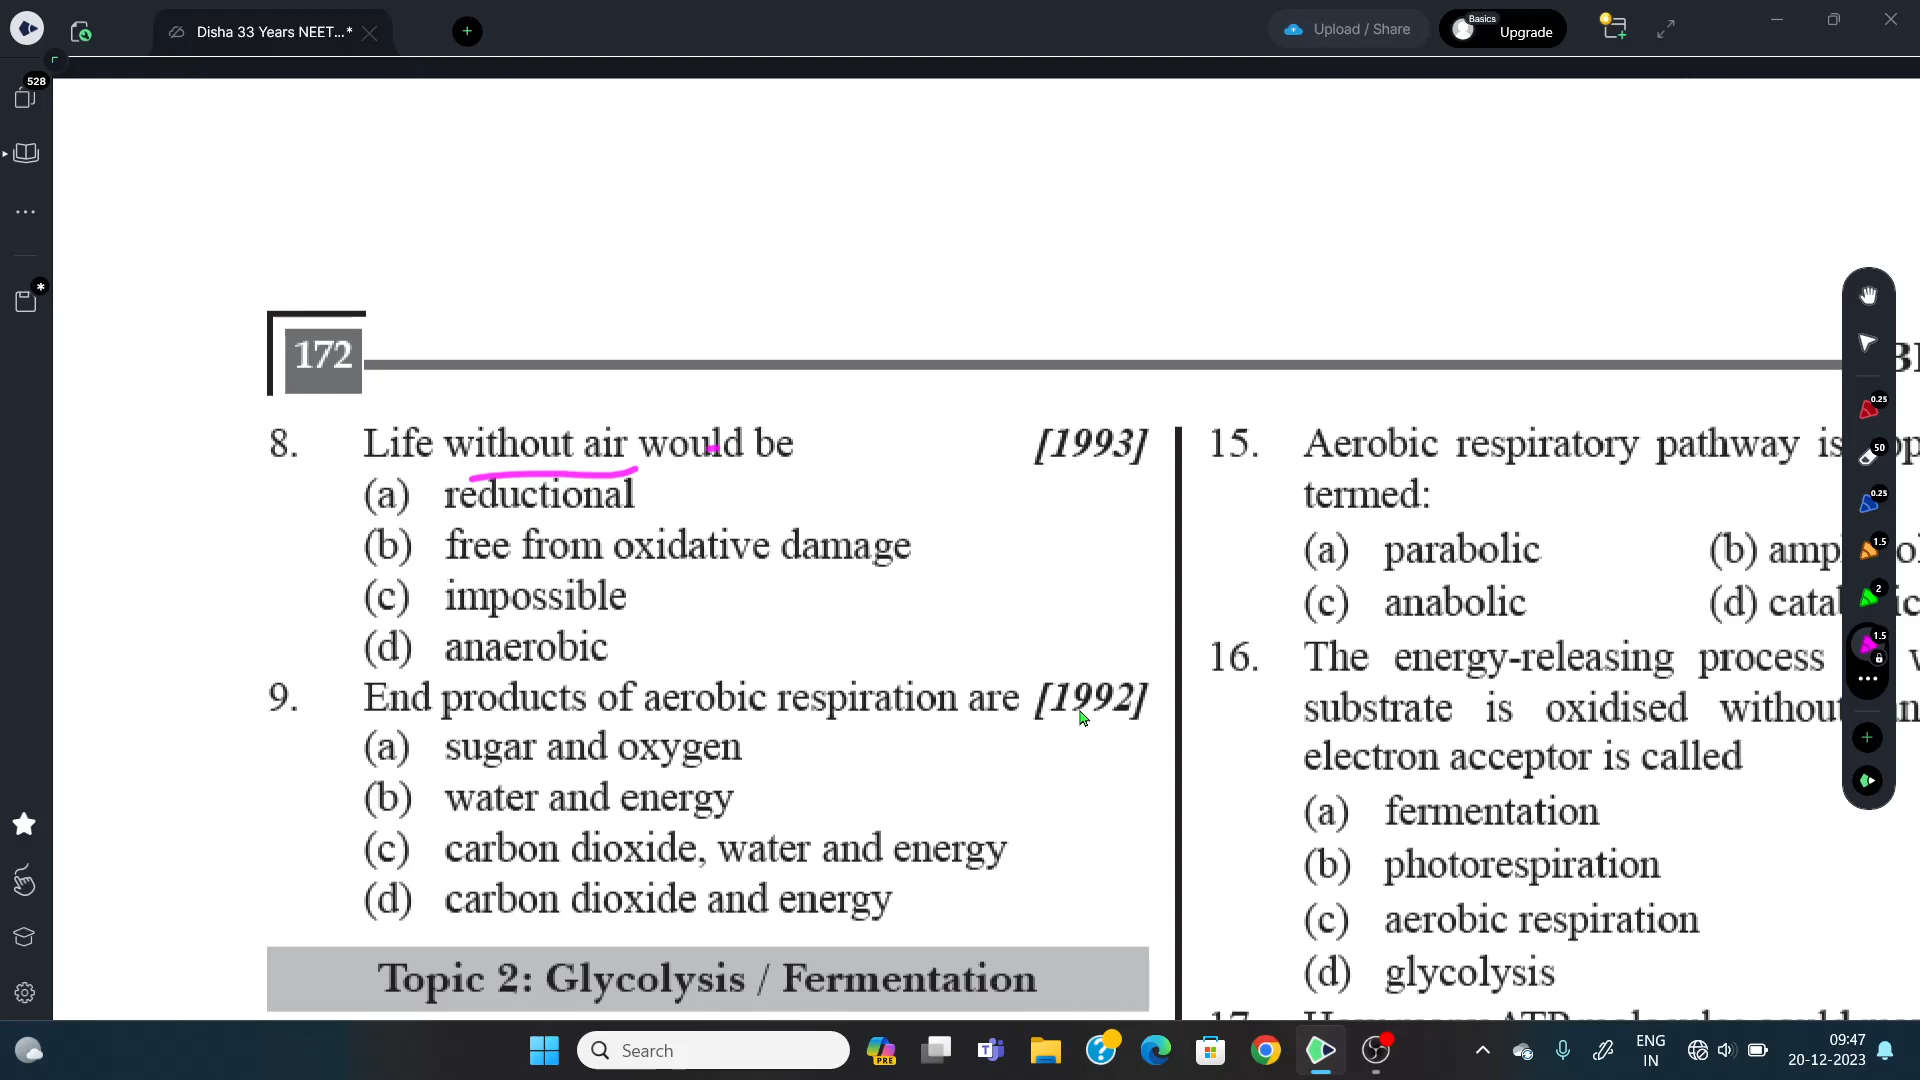 528
Disha 33 Years NEET...*
Upload / Share
Basics
Upgrade
172
8. Life without air would be [1993]
(a) reductional
(b) free from oxidative damage
(c) impossible
(d) anaerobic
9. End products of aerobic respiration are [1992]
(a) sugar and oxygen
(b) water and energy
(c) carbon dioxide, water and energy
(d) carbon dioxide and energy
Topic 2: Glycolysis / Fermentation
15. Aerobic respiratory pathway is
termed:
(a) parabolic (b)
(c) anabolic (d)
16. The energy-releasing process
substrate is oxidised without
electron acceptor is called
(a) fermentation
(b) photorespiration
(c) aerobic respiration
(d) glycolysis
0.25
50
0.25
1.5
2
1.5
Search
PRE
ENG
IN
09:47
20-12-2023